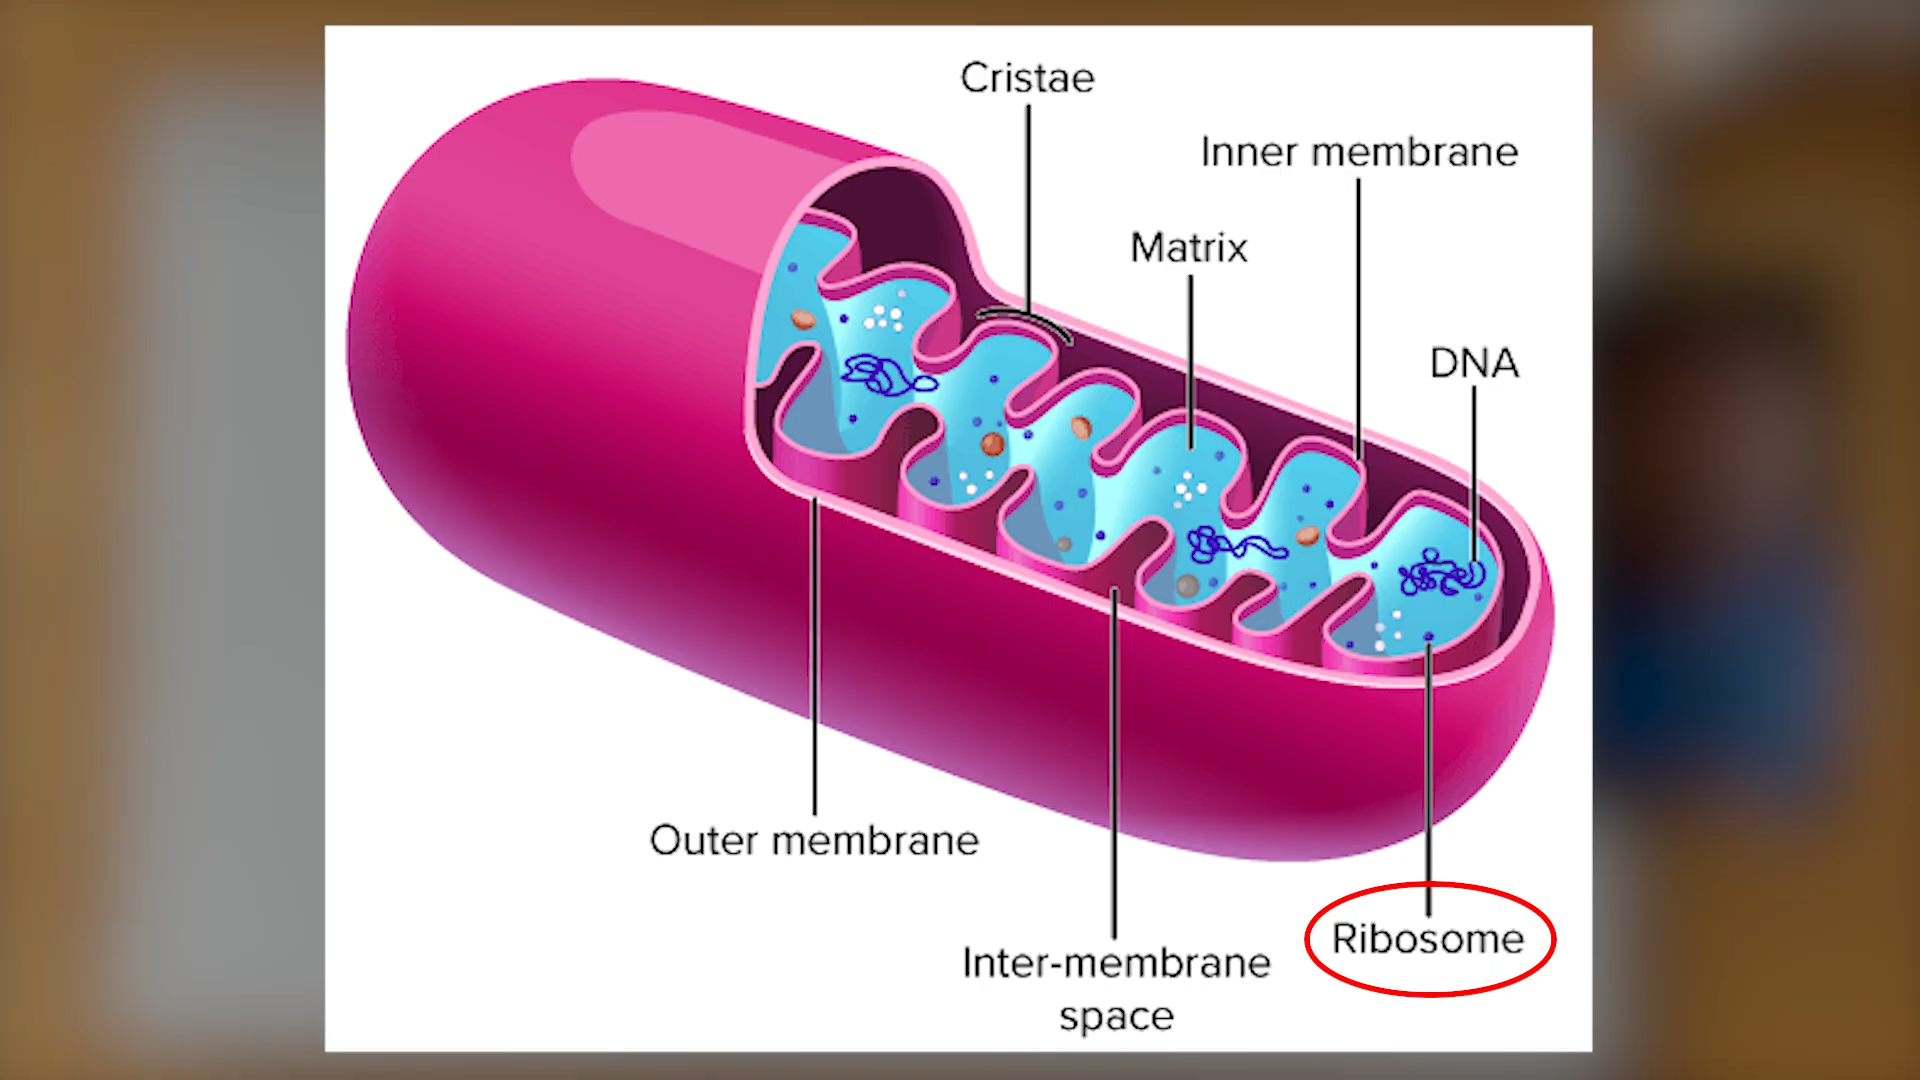 Cristae
Inner membrane
Matrix
DNA
Outer membrane
Ribosome
Inter-membrane
space